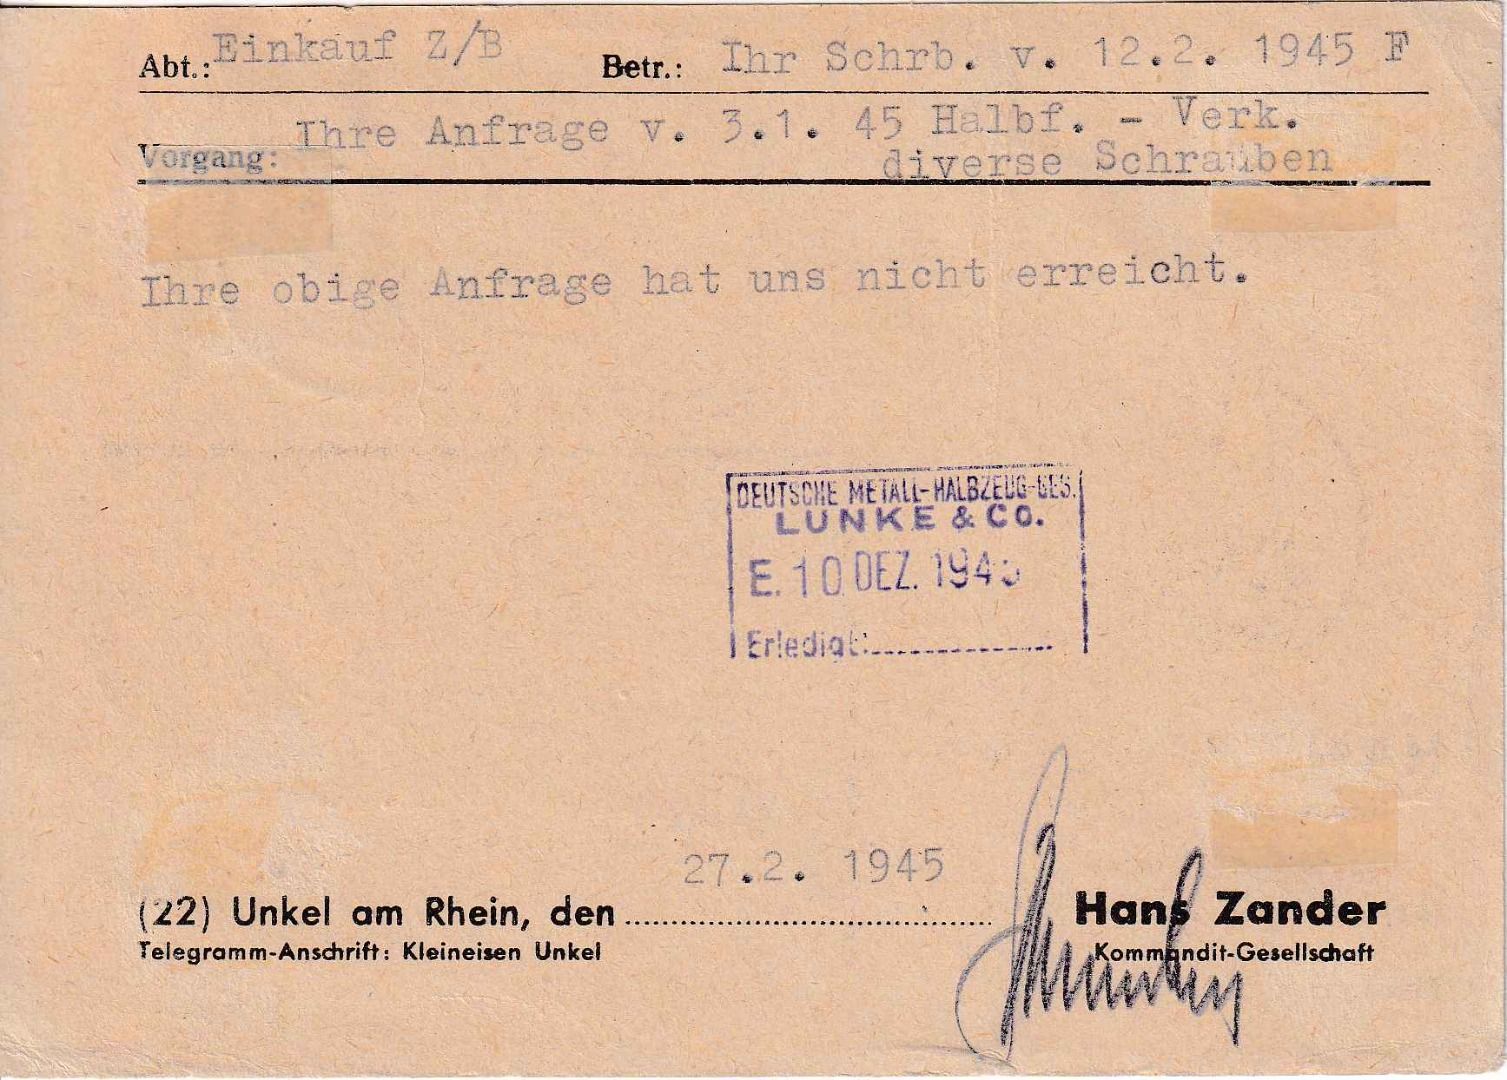 Abt.: Einkauf Z/B Betr.: Ihr Schrb. v. 12.2. 1945 F
Vorgang: Ihre Anfrage v. 3.1. 45 Halbf. - Verk.
diverse Schrauben
Ihre obige Anfrage hat uns nicht erreicht.
DEUTSCHE METALL-HALBZEUG-GES.
LUNKE & CO.
E. 10 DEZ. 1945
Erledigt:
27.2. 1945
(22) Unkel am Rhein, den Hans Zander
Telegramm-Anschrift: Kleineisen Unkel Kommandit-Gesellschaft